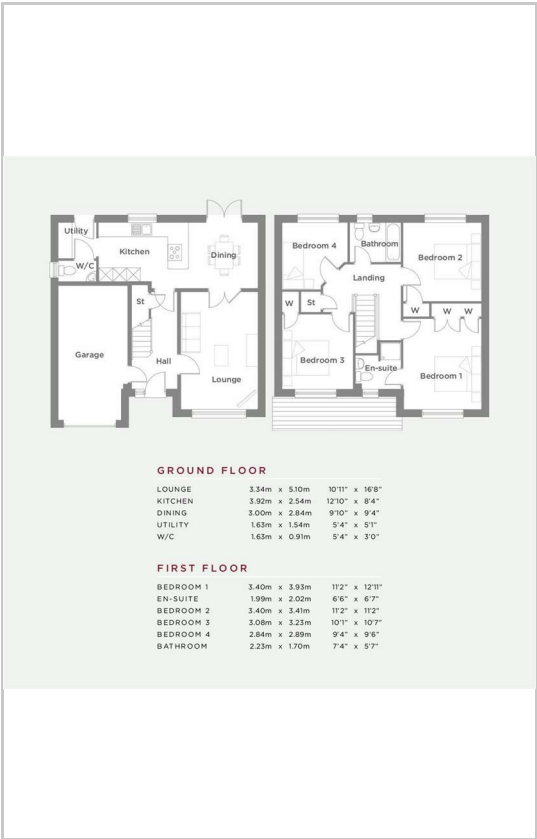 Utility
Kitchen
Dining
W/C
St
Garage
Hall
Lounge
Bedroom 4
Bathroom
Bedroom 2
Landing
W
St
W
W
W
Bedroom 3
En-suite
Bedroom 1
GROUND FLOOR
LOUNGE 3.34m x 5.10m 10'11" x 16'8"
KITCHEN 3.92m x 2.54m 12'10" x 8'4"
DINING 3.00m x 2.84m 9'10" x 9'4"
UTILITY 1.63m x 1.54m 5'4" x 5'1"
W/C 1.63m x 0.91m 5'4" x 3'0"
FIRST FLOOR
BEDROOM 1 3.40m x 3.93m 11'2" x 12'11"
EN-SUITE 1.99m x 2.02m 6'6" x 6'7"
BEDROOM 2 3.40m x 3.41m 11'2" x 11'2"
BEDROOM 3 3.08m x 3.23m 10'1" x 10'7"
BEDROOM 4 2.84m x 2.89m 9'4" x 9'6"
BATHROOM 2.23m x 1.70m 7'4" x 5'7"